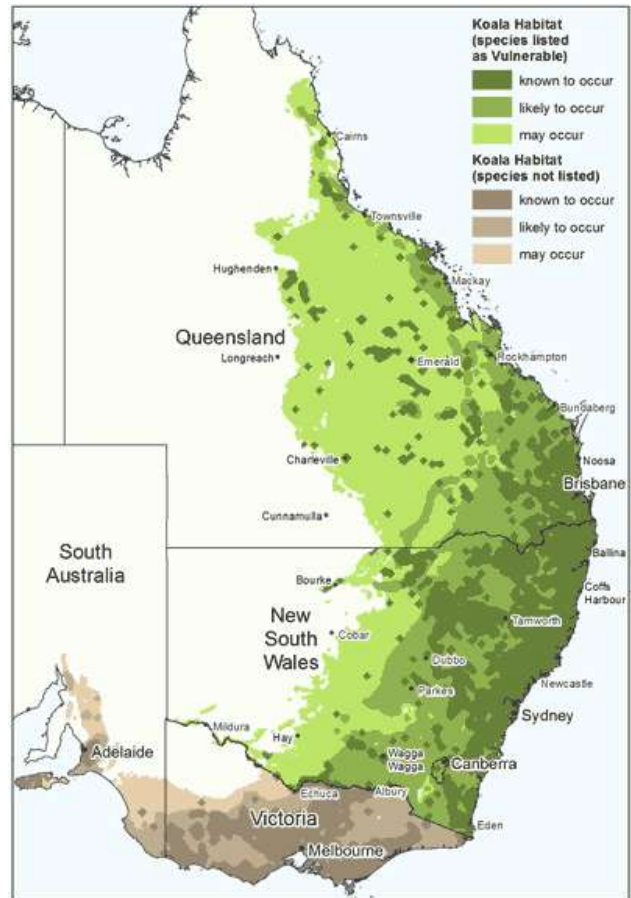 Koala Habitat
(species listed
as Vulnerable)
known to occur
likely to occur
may occur
Koala Habitat
(species not listed)
known to occur
likely to occur
may occur
Cairns
Townsville
Hughenden
Mackay
Queensland
Longreach
Emerald
Rockhampton
Bundaberg
Charleville
Noosa
Brisbane
Cunnamulla
South
Australia
Ballina
Bourke
Coffs
Harbour
New
South
Wales
Cobar
Tamworth
Dubbo
Parkes
Newcastle
Sydney
Mildura
Hay
Adelaide
Wagga
Wagga
Canberra
Echuca
Albury
Victoria
Eden
Melbourne